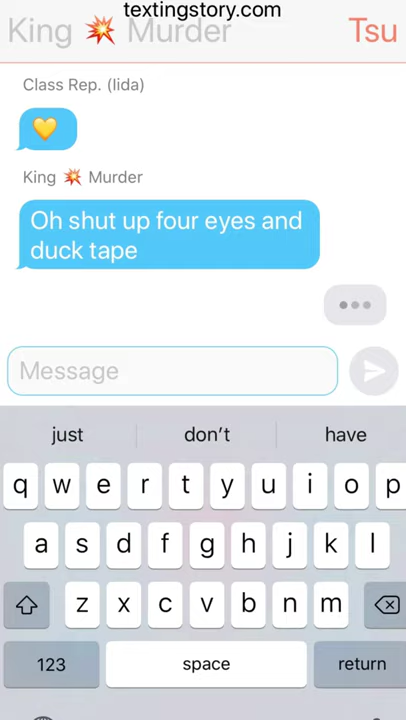 textingstory.com
King 💥 Murder
Tsu
Class Rep. (Iida)
💛
King 💥 Murder
Oh shut up four eyes and
duck tape
Message
just don't have
q w e r t y u i o p
a s d f g h j k l
z x c v b n m
123 space return